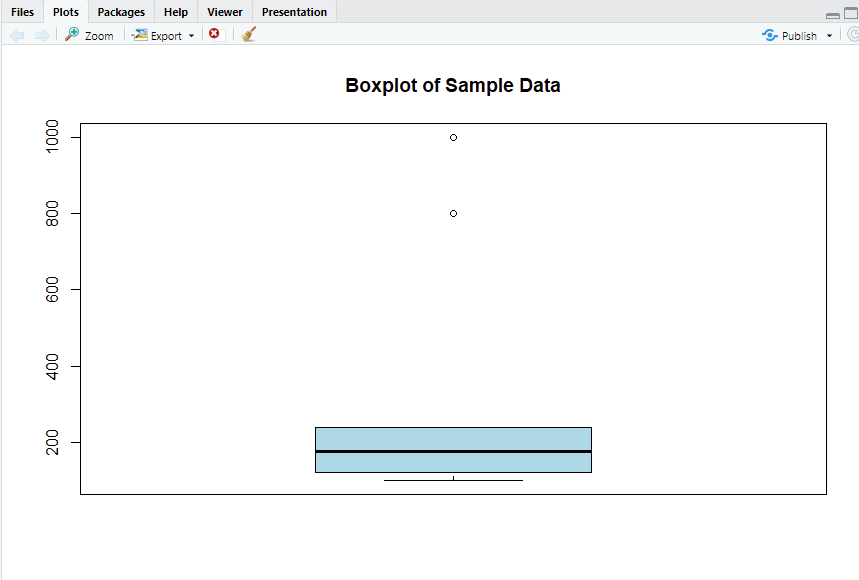 Files Plots Packages Help Viewer Presentation
Zoom Export Publish
Boxplot of Sample Data
1000
800
600
400
200